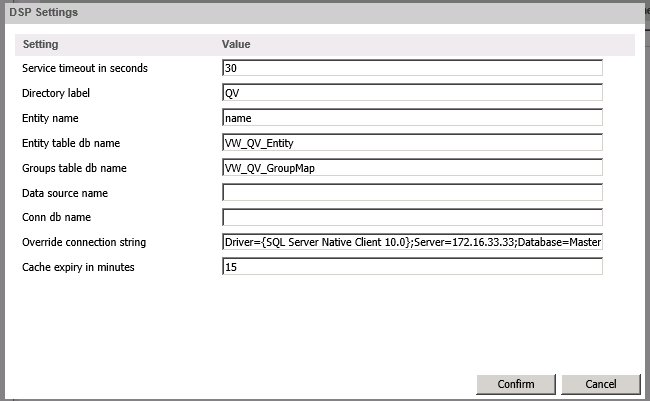 DSP Settings
Setting Value
Service timeout in seconds 30
Directory label QV
Entity name name
Entity table db name VW_QV_Entity
Groups table db name VW_QV_GroupMap
Data source name
Conn db name
Override connection string Driver={SQL Server Native Client 10.0};Server=172.16.33.33;Database=Master
Cache expiry in minutes 15
Confirm Cancel